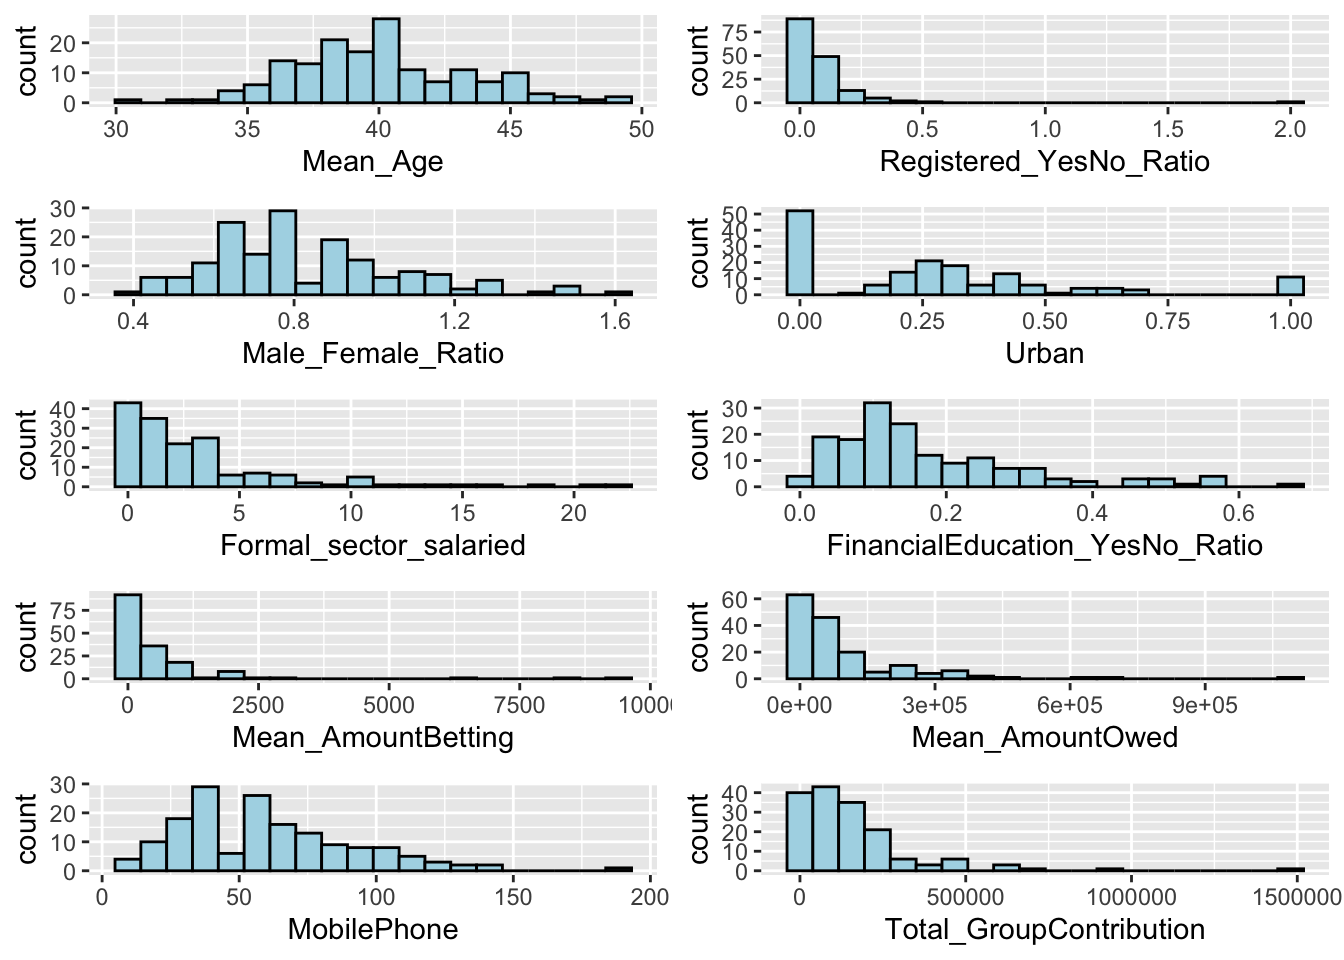 count
20
10
0
30 35 40 45 50
Mean_Age
count
75
50
25
0
0.0 0.5 1.0 1.5 2.0
Registered_YesNo_Ratio
count
30
20
10
0
0.4 0.8 1.2 1.6
Male_Female_Ratio
count
50
40
30
20
10
0
0.00 0.25 0.50 0.75 1.00
Urban
count
40
30
20
10
0
0 5 10 15 20
Formal_sector_salaried
count
30
20
10
0
0.0 0.2 0.4 0.6
FinancialEducation_YesNo_Ratio
count
75
50
25
0
0 2500 5000 7500 1000
Mean_AmountBetting
count
60
40
20
0
0e+00 3e+05 6e+05 9e+05
Mean_AmountOwed
count
30
20
10
0
0 50 100 150 200
MobilePhone
count
40
30
20
10
0
0 500000 1000000 1500000
Total_GroupContribution